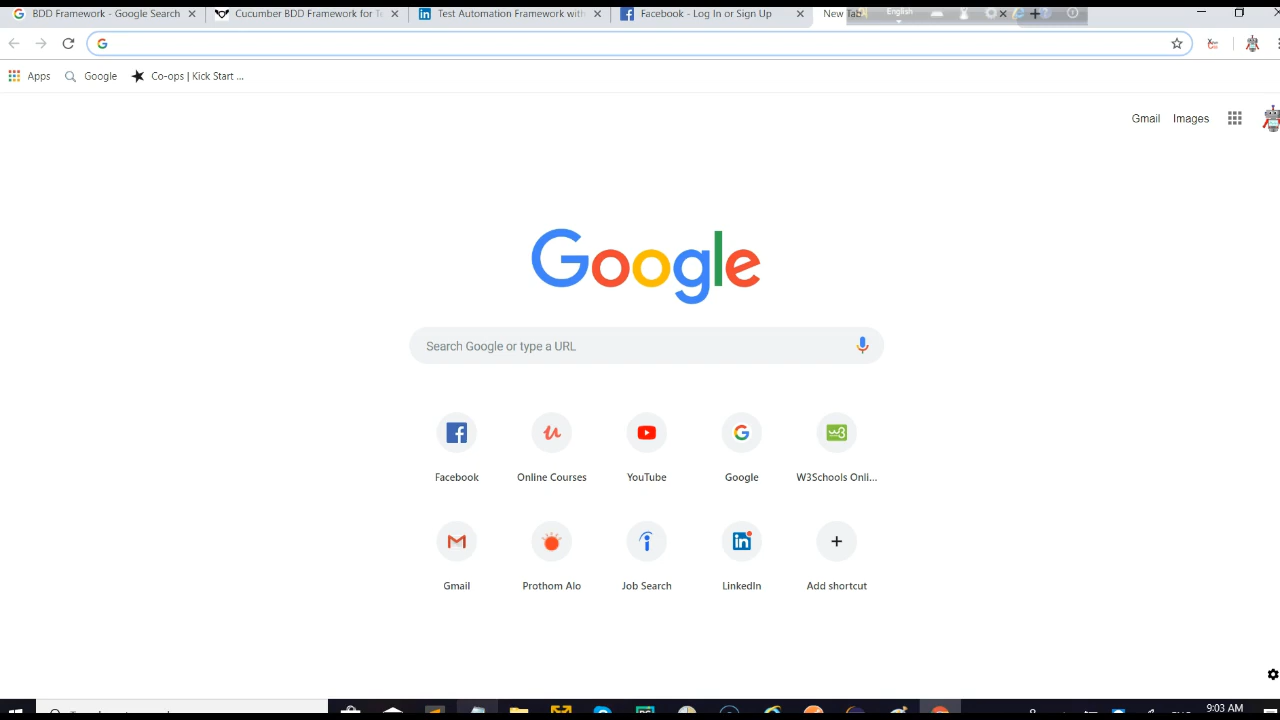 BDD Framework - Google Search
Cucumber BDD Framework for Te
Test Automation Framework with
Facebook - Log In or Sign Up
New Tab
English
Apps
Google
Co-ops | Kick Start ...
Gmail
Images
Google
Search Google or type a URL
Facebook
Online Courses
YouTube
Google
W3Schools Onli...
Gmail
Prothom Alo
Job Search
LinkedIn
Add shortcut
9:03 AM